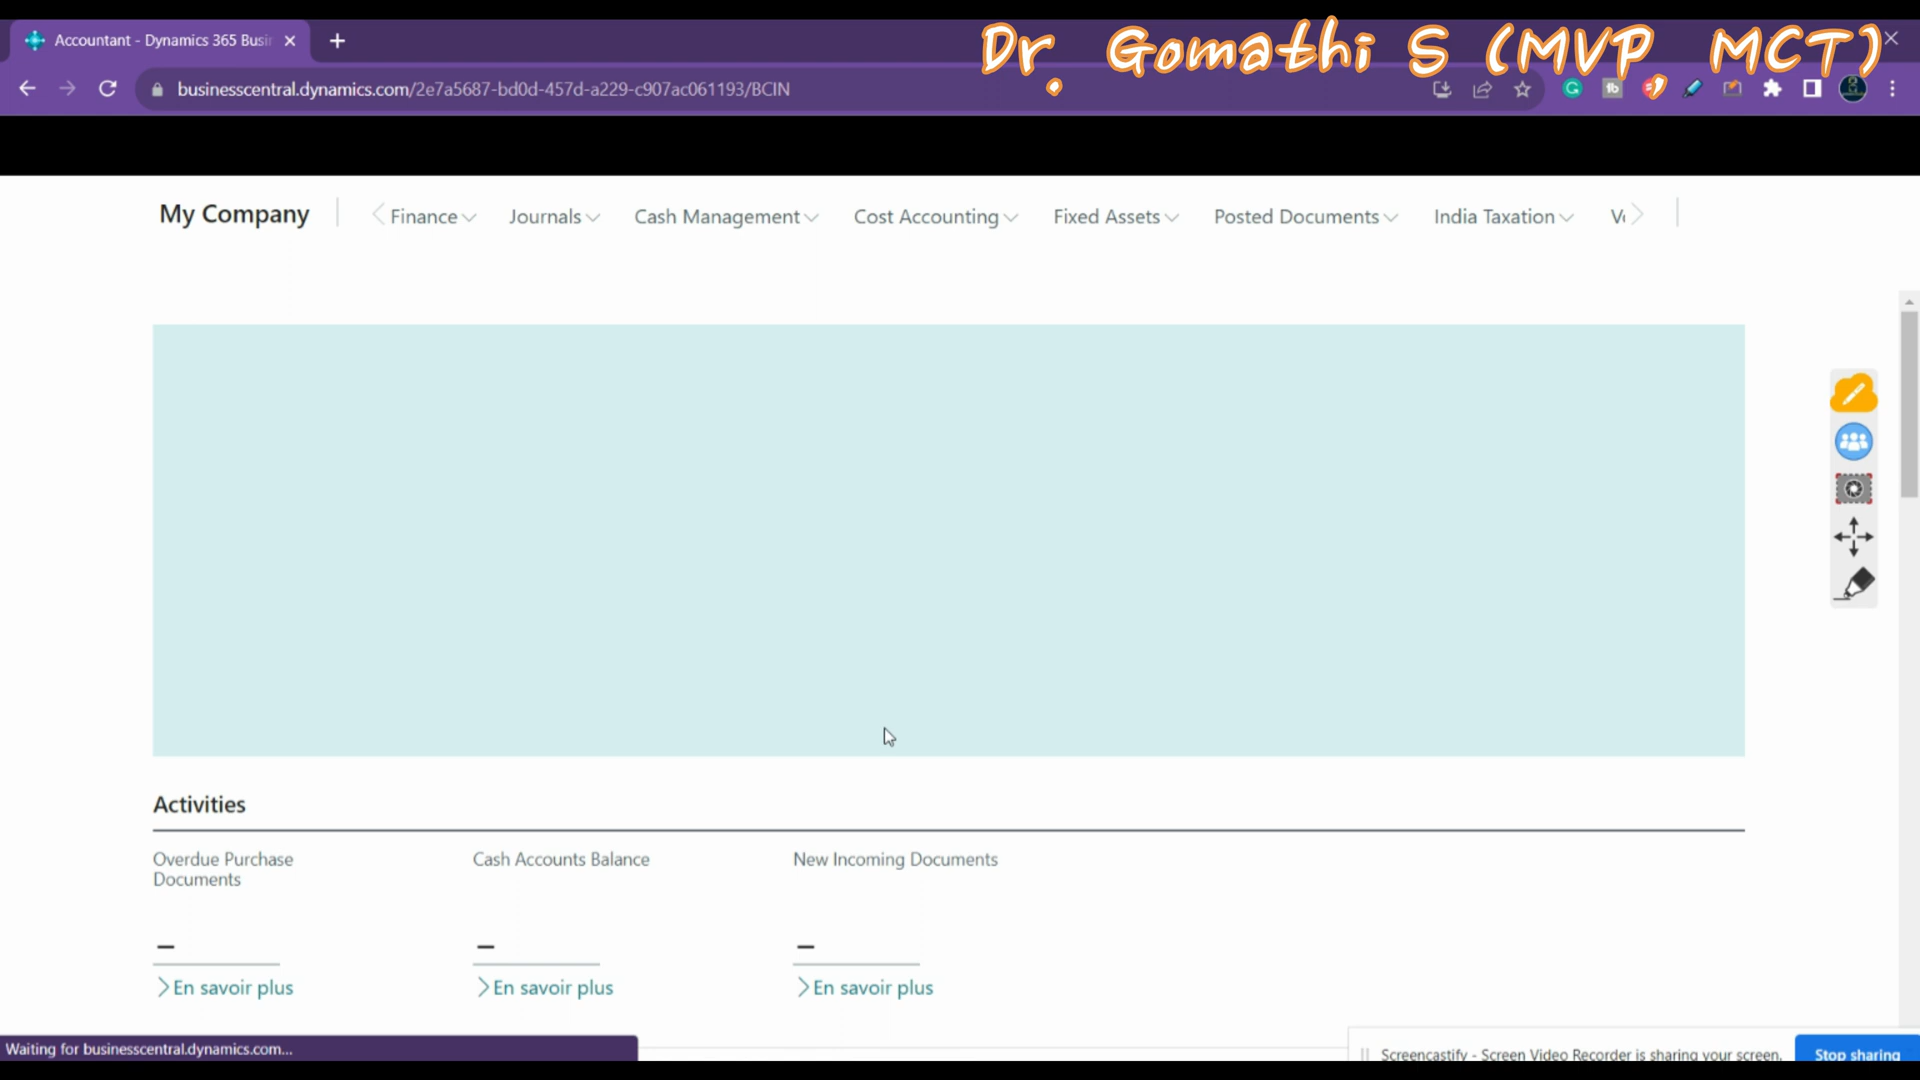 Dr. Gomathi S (MVP, MCT)
Accountant - Dynamics 365 Busi
businesscentral.dynamics.com/2e7a5687-bd0d-457d-a229-c907ac061193/BCIN
My Company
Finance Journals Cash Management Cost Accounting Fixed Assets Posted Documents India Taxation
Activities
Overdue Purchase Documents
Cash Accounts Balance
New Incoming Documents
– – –
En savoir plus En savoir plus En savoir plus
Waiting for businesscentral.dynamics.com...
Screencastify - Screen Video Recorder is sharing your screen.
Stop sharing